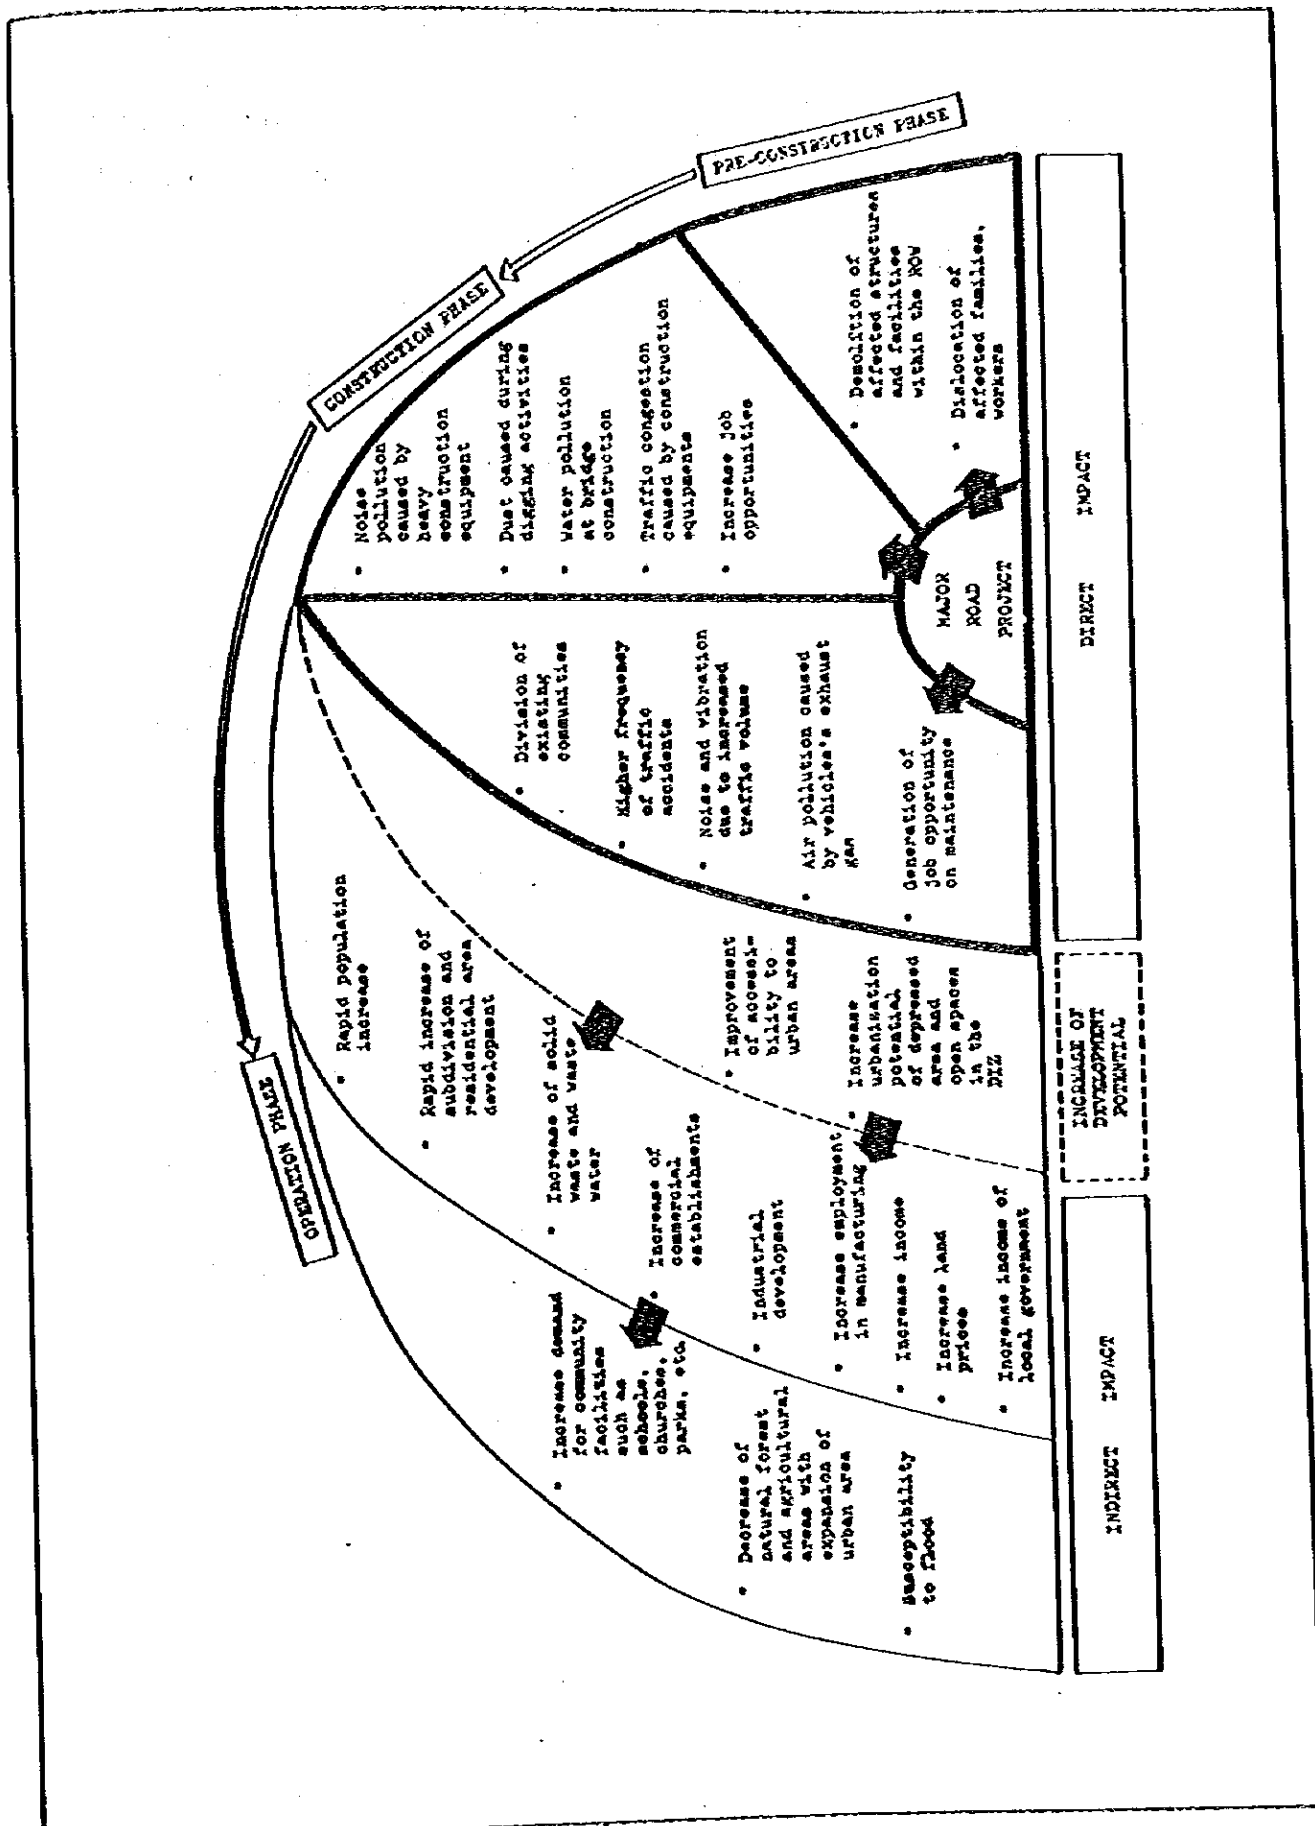 PRE-CONSTRUCTION PHASE
CONSTRUCTION PHASE
OPERATION PHASE
• Demolition of
affected structures
and facilities
within the ROW
• Dislocation of
affected families,
workers
• Noise
pollution
caused by
heavy
construction
equipment
• Dust caused during
digging activities
• Water pollution
at bridge
construction
• Traffic congestion
caused by construction
equipments
• Increase job
opportunities
MAJOR
ROAD
PROJECT
• Division of
existing
communities
• Higher frequency
of traffic
accidents
• Noise and vibration
due to increased
traffic volume
• Air pollution caused
by vehicles's exhaust
gas
• Generation of
job opportunity
on maintenance
• Improvement
of accessi-
bility to
urban areas
• Increase
urbanization
potential
of depressed
area and
open spaces
in the
DIZ
• Rapid population
increase
• Rapid increase of
subdivision and
residential area
development
• Increase of solid
waste and waste
water
• Increase of
commercial
establishments
• Industrial
development
• Increase employment
in manufacturing
• Increase income
• Increase land
prices
• Increase income of
local government
• Increase demand
for community
facilities
such as
schools,
churches,
parks, etc.
• Decrease of
natural forest
and agricultural
areas with
expansion of
urban area
• Susceptibility
to flood
INDIRECT IMPACT
INCREASE OF
DEVELOPMENT
POTENTIAL
DIRECT IMPACT